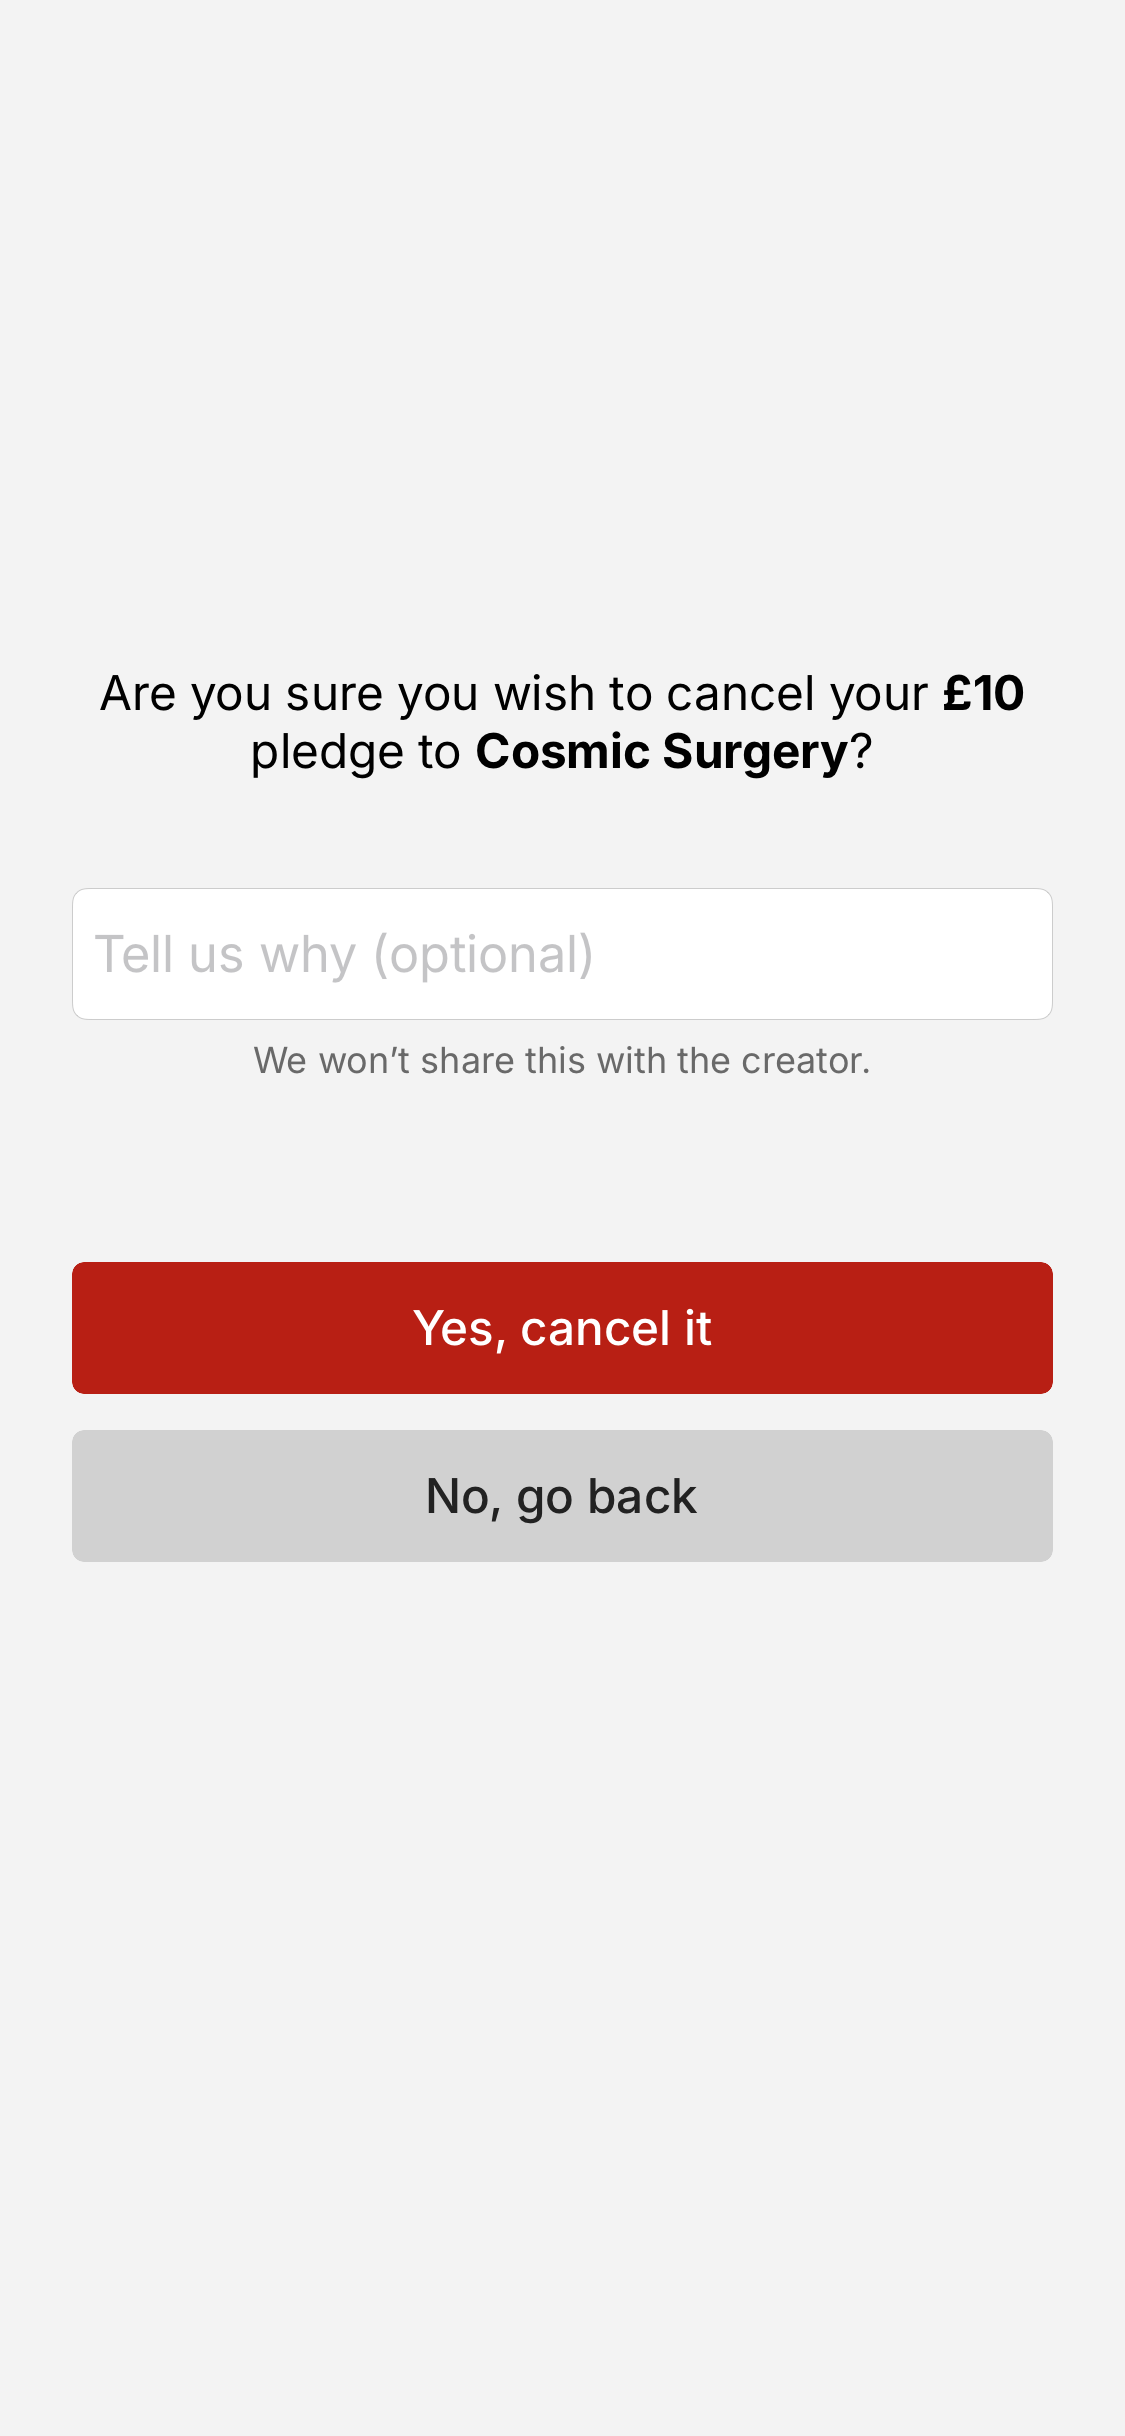 Are you sure you wish to cancel your £10
pledge to Cosmic Surgery?
Tell us why (optional)
We won’t share this with the creator.
Yes, cancel it
No, go back